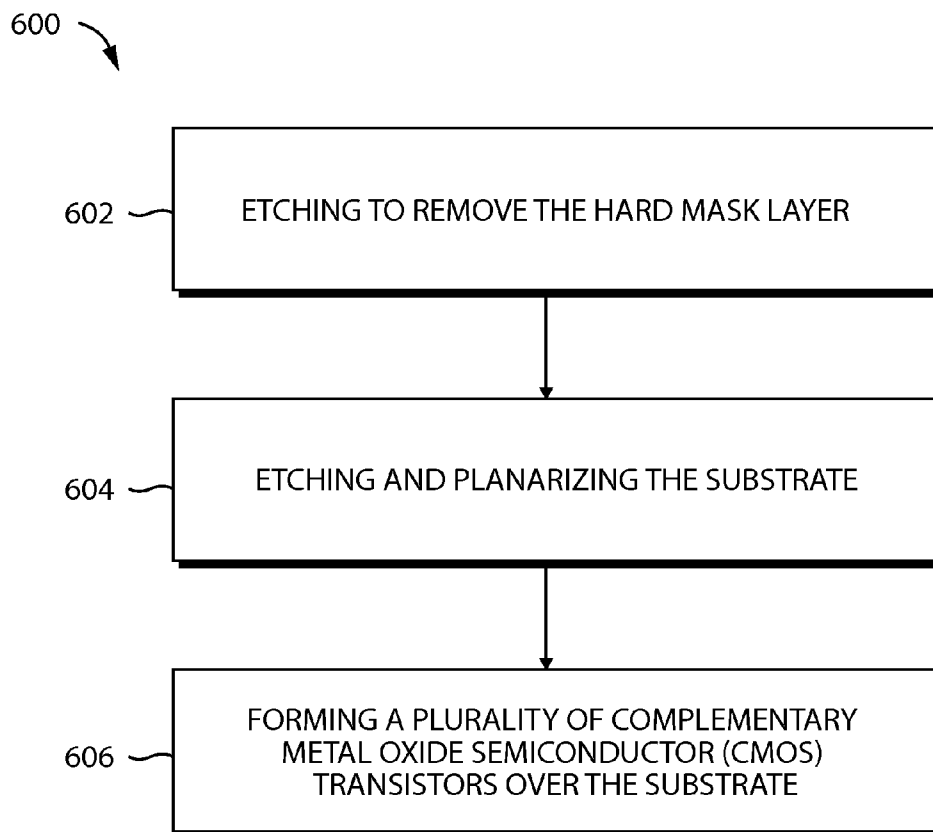 600
602
ETCHING TO REMOVE THE HARD MASK LAYER
604
ETCHING AND PLANARIZING THE SUBSTRATE
606
FORMING A PLURALITY OF COMPLEMENTARY
METAL OXIDE SEMICONDUCTOR (CMOS)
TRANSISTORS OVER THE SUBSTRATE